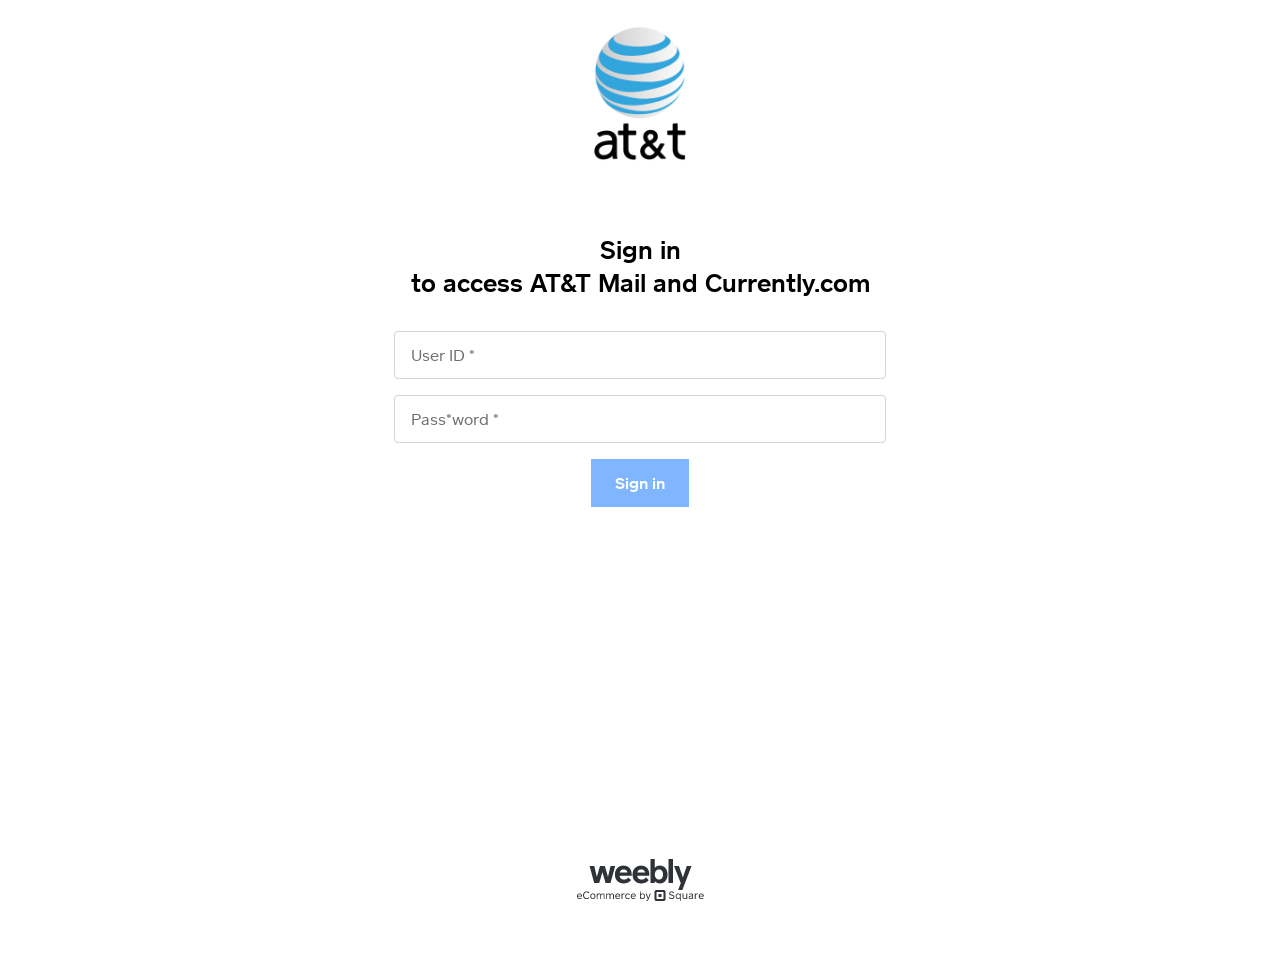 at&t
Sign in
to access AT&T Mail and Currently.com
User ID *
Pass*word *
Sign in
weebly
eCommerce by Square